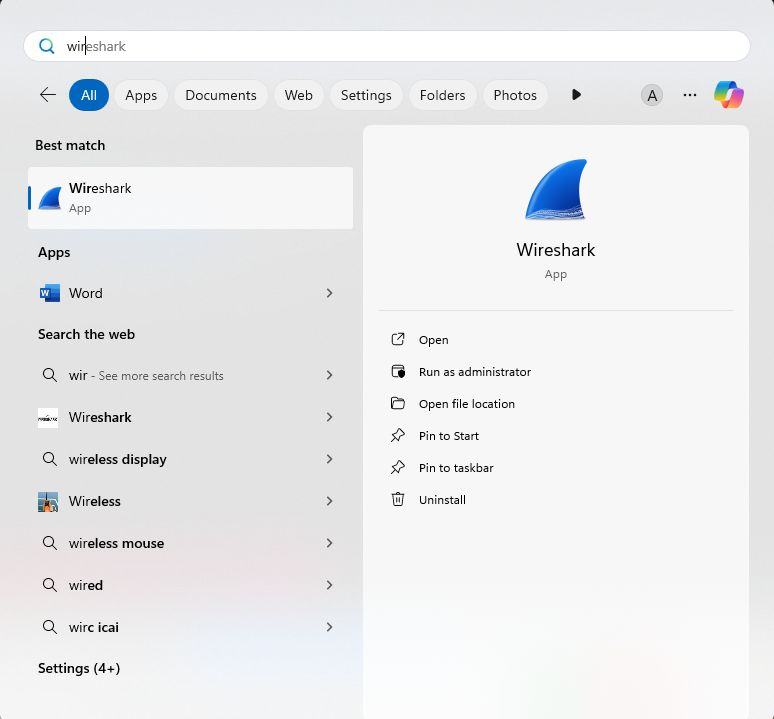 wireshark
All Apps Documents Web Settings Folders Photos A
Best match
Wireshark
App
Apps
Word
Search the web
wir - See more search results
Wireshark
wireless display
Wireless
wireless mouse
wired
wirc icai
Settings (4+)
Wireshark
App
Open
Run as administrator
Open file location
Pin to Start
Pin to taskbar
Uninstall